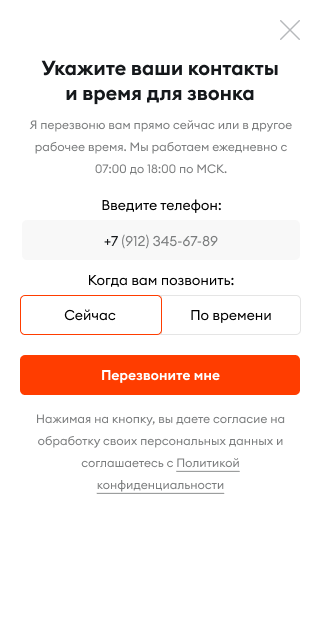 Укажите ваши контакты
и время для звонка
Я перезвоню вам прямо сейчас или в другое
рабочее время. Мы работаем ежедневно с
07:00 до 18:00 по МСК.
Введите телефон:
+7 (912) 345-67-89
Когда вам позвонить:
Сейчас
По времени
Перезвоните мне
Нажимая на кнопку, вы даете согласие на
обработку своих персональных данных и
соглашаетесь с Политикой
конфиденциальности